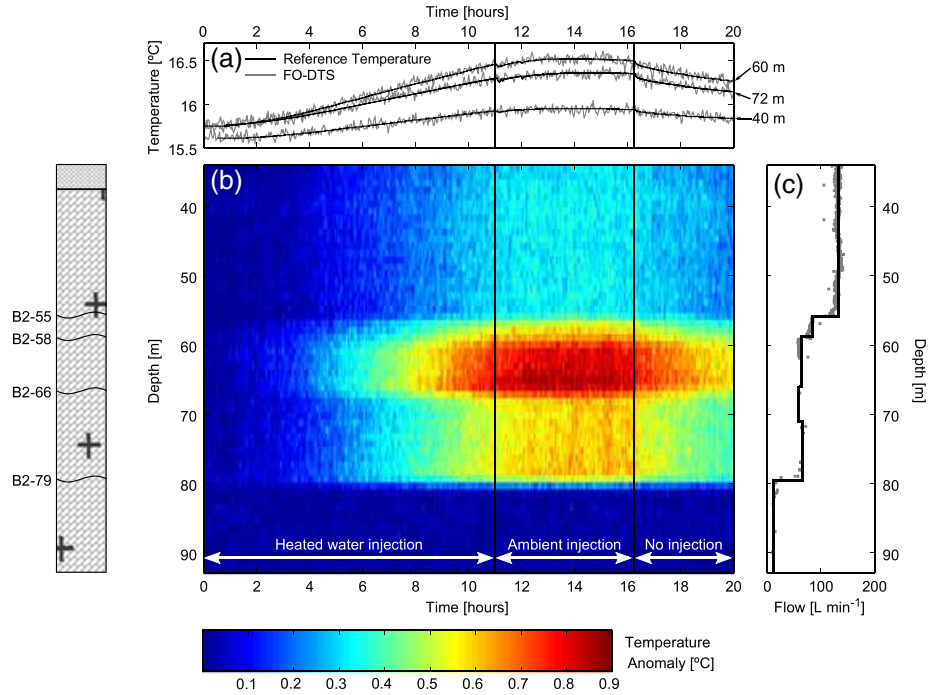 Time [hours]
0 2 4 6 8 10 12 14 16 18 20
Temperature [ºC]
16.5
16
15.5
(a)
Reference Temperature
FO-DTS
60 m
72 m
40 m
B2-55
B2-58
B2-66
B2-79
(b)
Depth [m]
40
50
60
70
80
90
Heated water injection
Ambient injection
No injection
0 2 4 6 8 10 12 14 16 18 20
Time [hours]
(c)
40
50
60
70
80
90
Depth [m]
0 100 200
Flow [L min⁻¹]
0.1 0.2 0.3 0.4 0.5 0.6 0.7 0.8 0.9
Temperature
Anomaly [ºC]